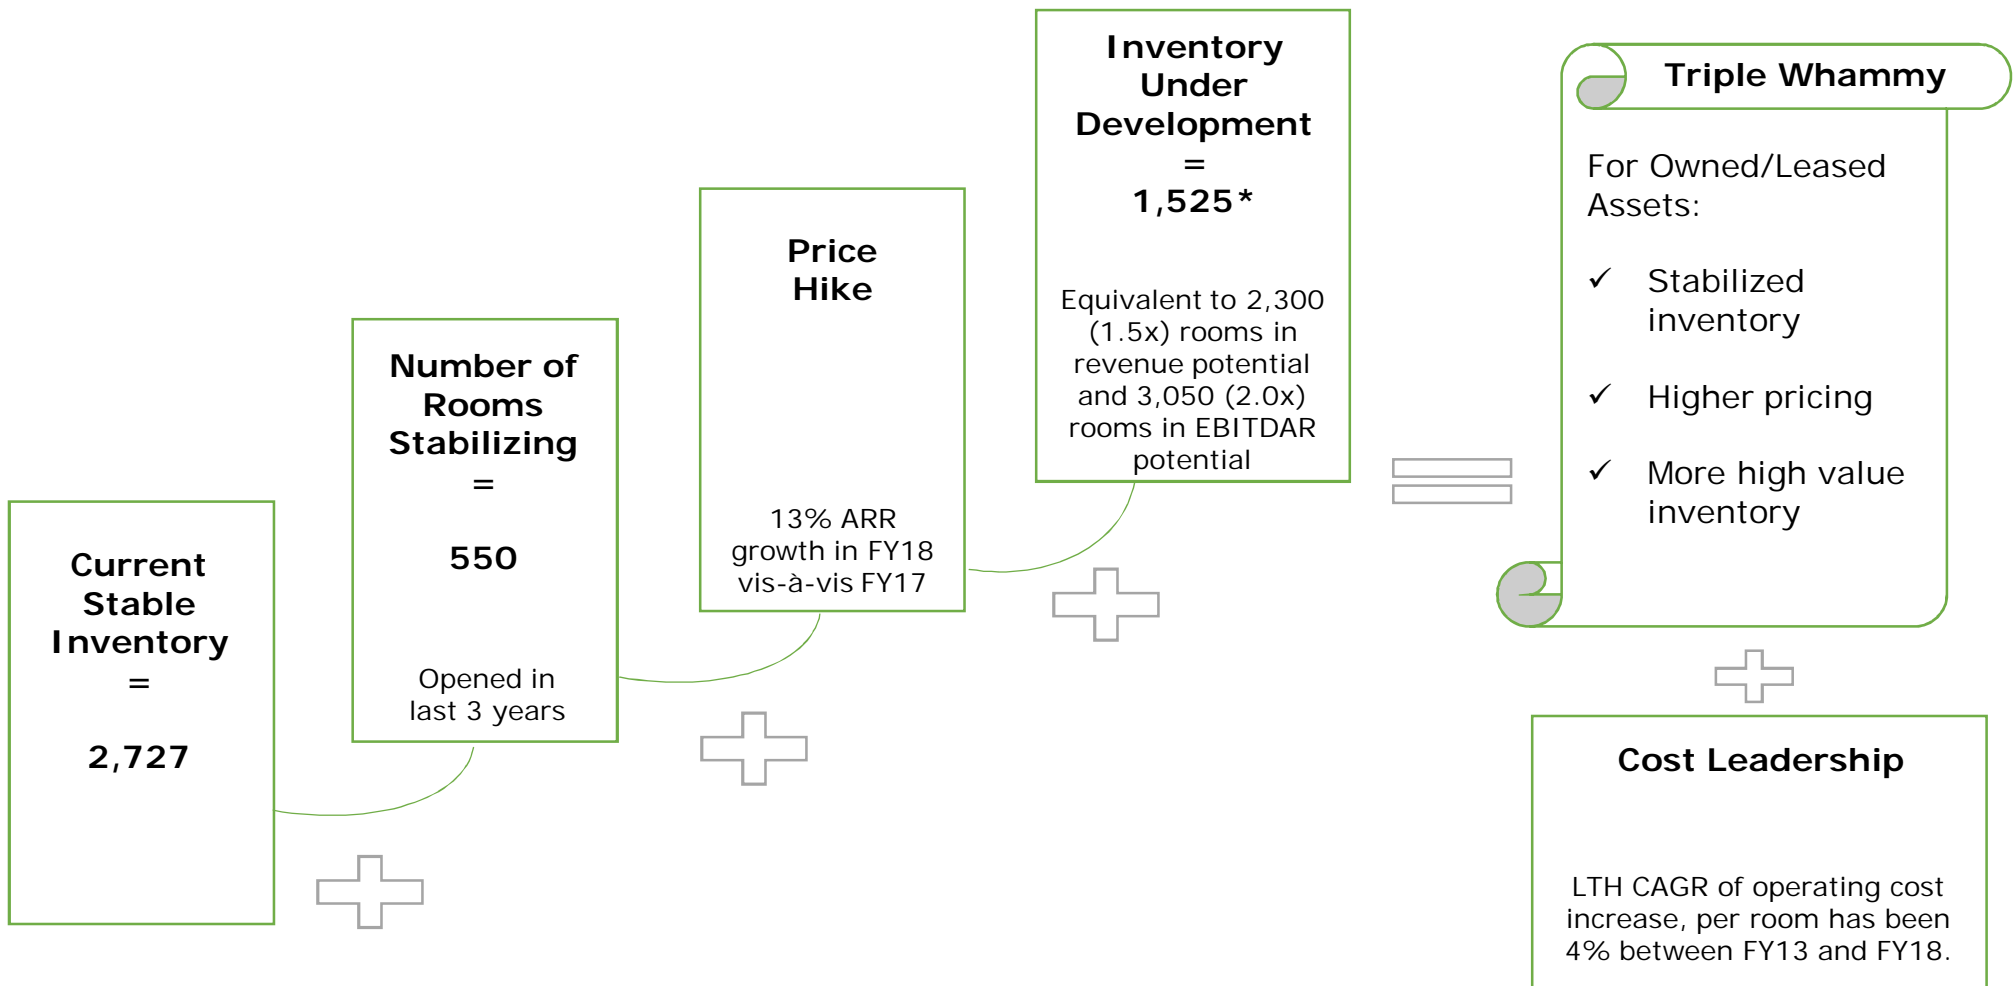 Current
Stable
Inventory
=
2,727
Number of
Rooms
Stabilizing
=
550
Opened in
last 3 years
Price
Hike
13% ARR
growth in FY18
vis-à-vis FY17
Inventory
Under
Development
=
1,525*
Equivalent to 2,300
(1.5x) rooms in
revenue potential
and 3,050 (2.0x)
rooms in EBITDAR
potential
Triple Whammy
For Owned/Leased
Assets:
✓ Stabilized
inventory
✓ Higher pricing
✓ More high value
inventory
Cost Leadership
LTH CAGR of operating cost
increase, per room has been
4% between FY13 and FY18.